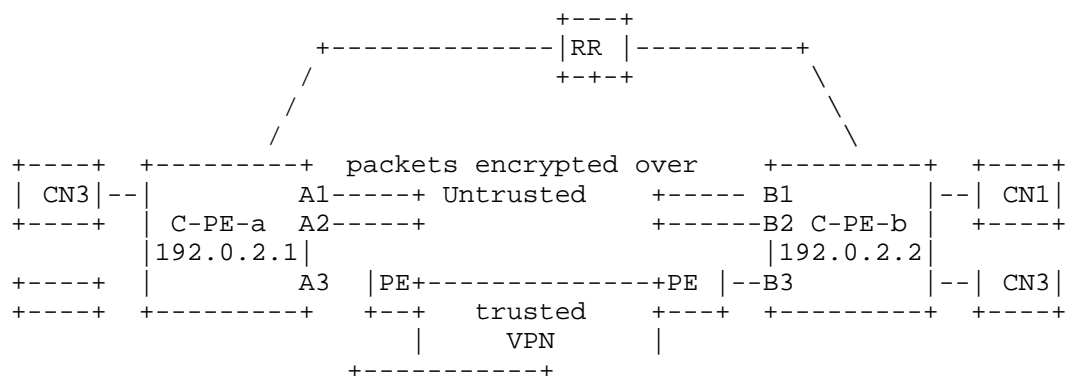 RR
packets encrypted over
CN3 A1 Untrusted B1 CN1
C-PE-a A2 B2 C-PE-b
192.0.2.1 192.0.2.2
A3 PE PE B3 CN3
trusted
VPN